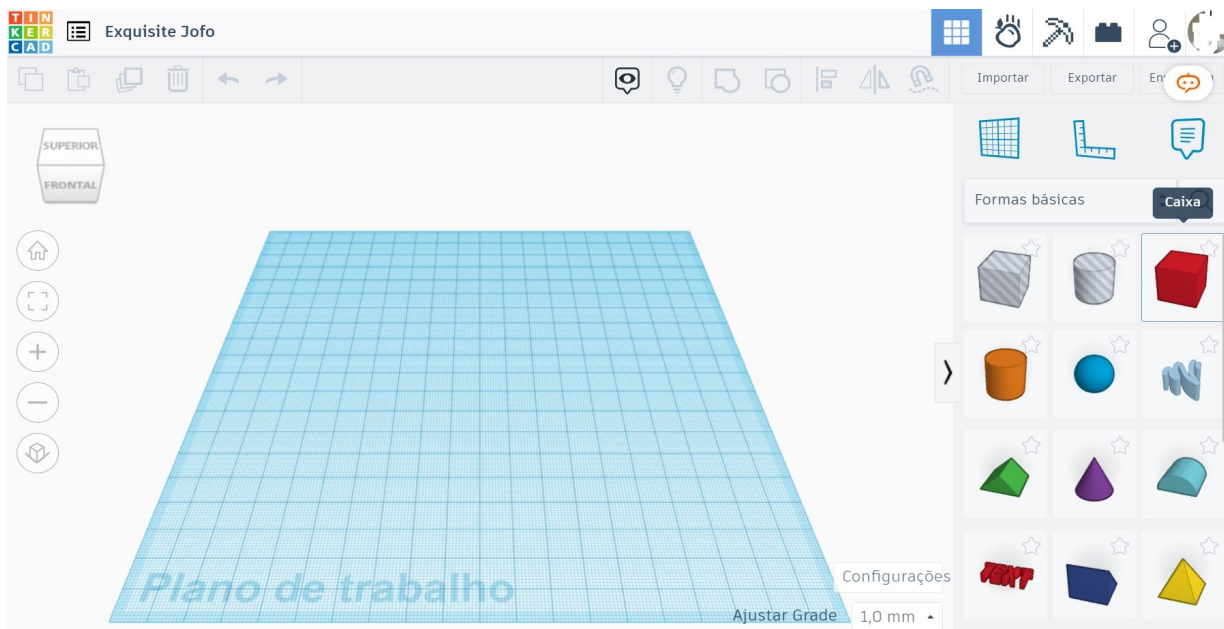 TIN
KER
CAD
Exquisite Jofo
Importar
Exportar
SUPERIOR
FRONTAL
Formas básicas
Caixa
TEXT
Plano de trabalho
Configurações
Ajustar Grade
1,0 mm